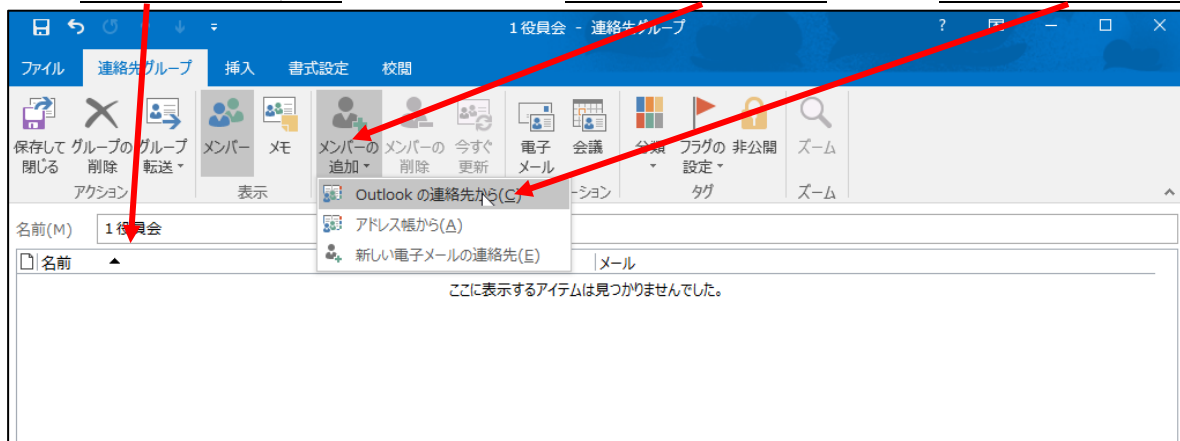 1役員会 - 連絡先グループ
?
ファイル 連絡先グループ 挿入 書式設定 校閲
保存して閉じる
グループの削除
グループ転送
メンバー
メモ
メンバーの追加
メンバーの削除
今すぐ更新
電子メール
会議
分類
フラグの設定
非公開
ズーム
アクション 表示 ーション タグ ズーム
Outlook の連絡先から(C)
アドレス帳から(A)
新しい電子メールの連絡先(E)
名前(M) 1役員会
名前 メール
ここに表示するアイテムは見つかりませんでした。